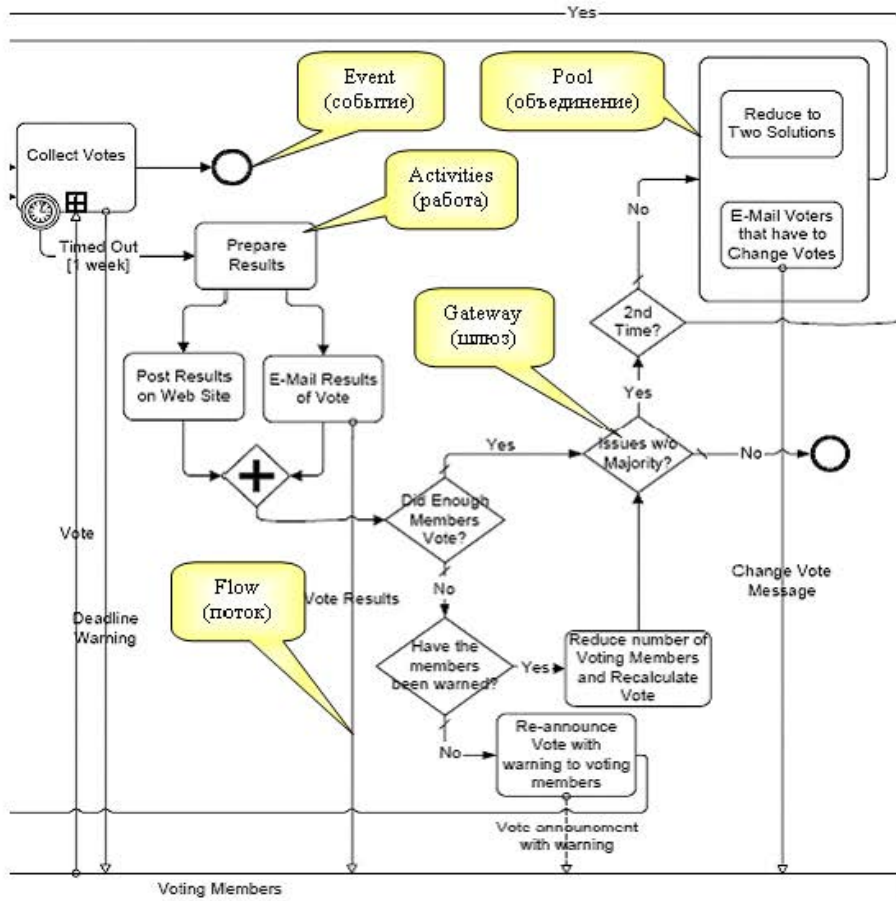 Yes
Event
(событие)
Pool
(объединение)
Collect Votes
Reduce to
Two Solutions
Activities
(работа)
No
E-Mail Voters
that have to
Change Votes
Timed Out
[1 week]
Prepare
Results
Gateway
(шлюз)
2nd
Time?
Post Results
on Web Site
E-Mail Results
of Vote
Yes
Yes
Issues w/o
Majority?
No
Did Enough
Members
Vote?
Vote
Flow
(поток)
No
Change Vote
Message
Vote Results
Deadline
Warning
Have the
members
been warned?
Yes
Reduce number of
Voting Members
and Recalculate
Vote
No
Re-announce
Vote with
warning to voting
members
Vote announcment
with warning
Voting Members